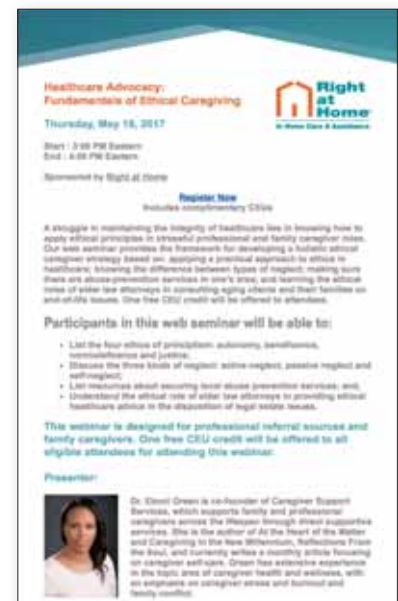 Healthcare Advocacy:
Fundamentals of Ethical Caregiving
Right
at
Home
In Home Care & Assistance
Thursday, May 18, 2017
Start : 3:00 PM Eastern
End : 4:00 PM Eastern
Sponsored by Right at Home
Register Now
Includes complimentary CEUs
A struggle in maintaining the integrity of healthcare lies in knowing how to
apply ethical principles in stressful professional and family caregiver roles.
Our web seminar provides the framework for developing a holistic ethical
caregiver strategy based on: applying a practical approach to ethics in
healthcare; knowing the difference between types of neglect; making sure
there are abuse-prevention services in one's area; and learning the ethical
roles of elder law attorneys in consulting aging clients and their families on
end-of-life issues. One free CEU credit will be offered to attendees.
Participants in this web seminar will be able to:
• List the four ethics of principlism: autonomy, beneficence,
nonmaleficence and justice;
• Discuss the three kinds of neglect: active neglect, passive neglect and
self-neglect;
• List resources about securing local abuse prevention services; and,
• Understand the ethical role of elder law attorneys in providing ethical
healthcare advice in the disposition of legal estate issues.
This webinar is designed for professional referral sources and
family caregivers. One free CEU credit will be offered to all
eligible attendees for attending this webinar.
Presenter:
Dr. Eboni Green is co-founder of Caregiver Support
Services, which supports family and professional
caregivers across the lifespan through direct supportive
services. She is the author of At the Heart of the Matter
and Caregiving in the New Millennium, Reflections From
the Soul, and currently writes a monthly article focusing
on caregiver self-care. Green has extensive experience
in the topic area of caregiver health and wellness, with
an emphasis on caregiver stress and burnout and
family conflict.